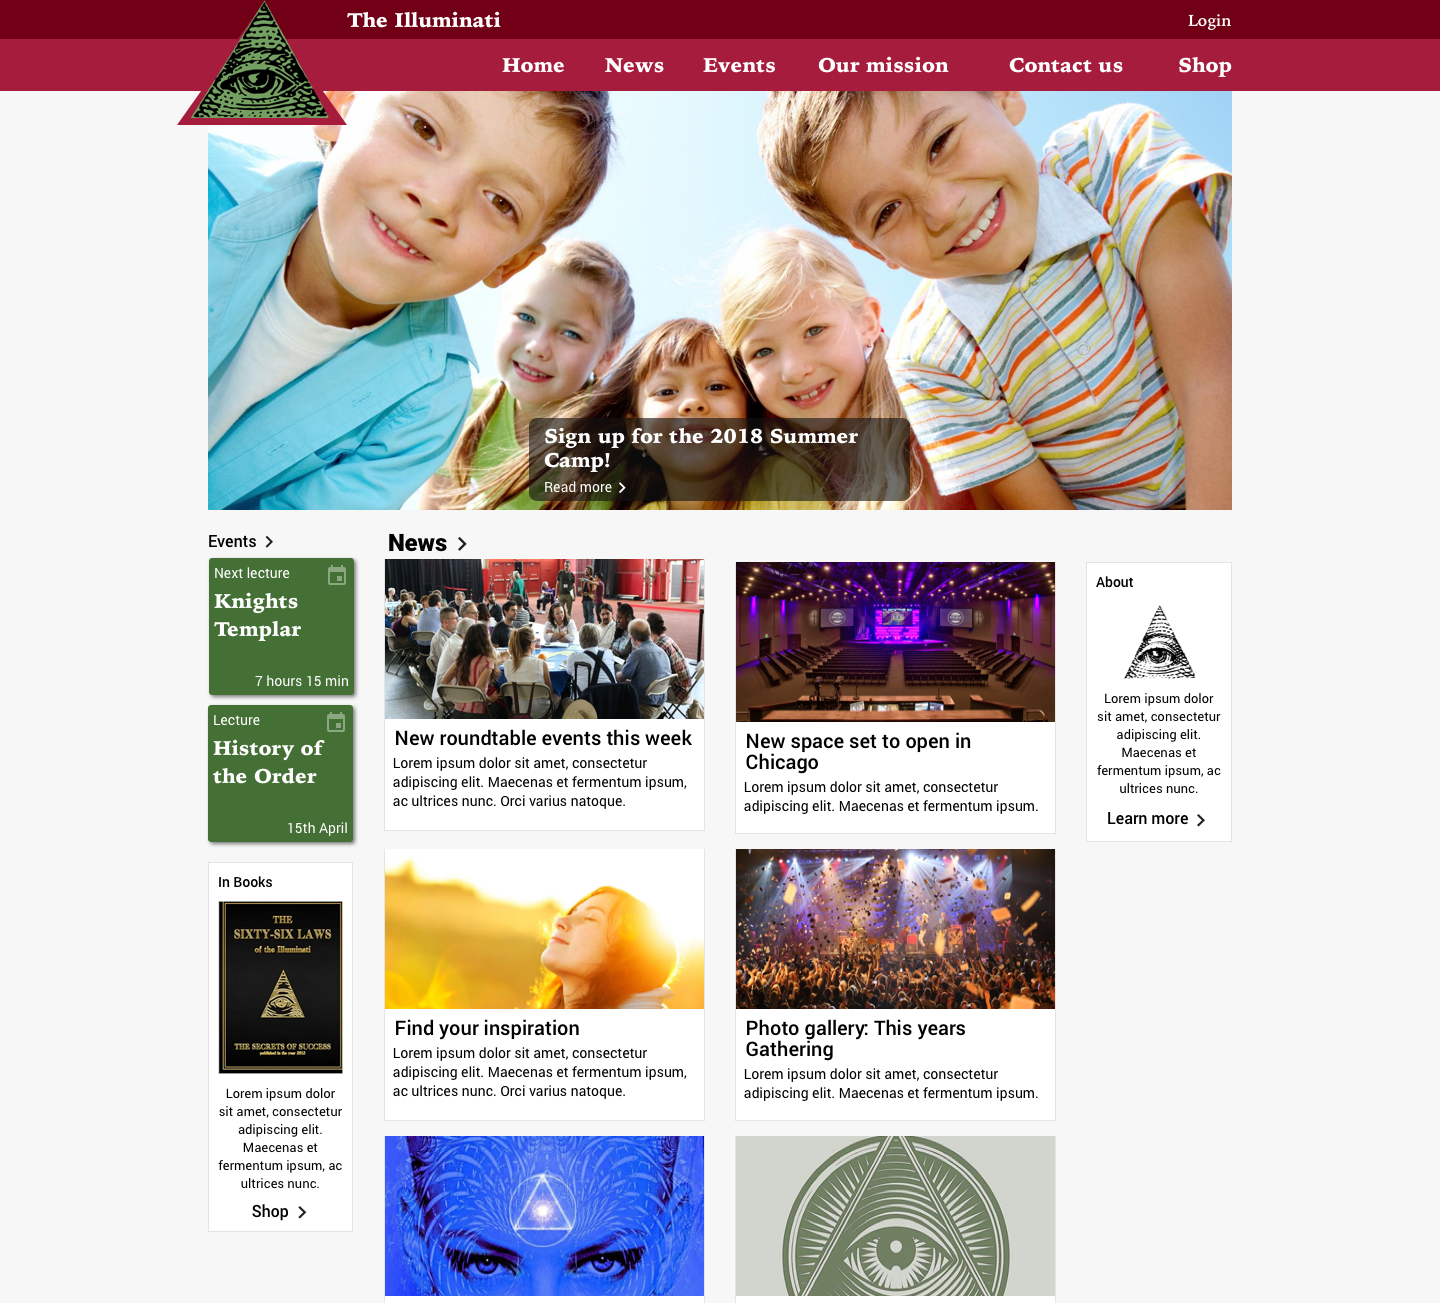 The Illuminati
Login
Home
News
Events
Our mission
Contact us
Shop
Sign up for the 2018 Summer
Camp!
Read more
Events
Next lecture
Knights
Templar
7 hours 15 min
Lecture
History of
the Order
15th April
In Books
THE
SIXTY-SIX LAWS
of the Illuminati
THE SECRETS OF SUCCESS
published in the year 2013
Lorem ipsum dolor
sit amet, consectetur
adipiscing elit.
Maecenas et
fermentum ipsum, ac
ultrices nunc.
Shop
News
New roundtable events this week
Lorem ipsum dolor sit amet, consectetur
adipiscing elit. Maecenas et fermentum ipsum,
ac ultrices nunc. Orci varius natoque.
New space set to open in
Chicago
Lorem ipsum dolor sit amet, consectetur
adipiscing elit. Maecenas et fermentum ipsum.
Find your inspiration
Lorem ipsum dolor sit amet, consectetur
adipiscing elit. Maecenas et fermentum ipsum,
ac ultrices nunc. Orci varius natoque.
Photo gallery: This years
Gathering
Lorem ipsum dolor sit amet, consectetur
adipiscing elit. Maecenas et fermentum ipsum.
About
Lorem ipsum dolor
sit amet, consectetur
adipiscing elit.
Maecenas et
fermentum ipsum, ac
ultrices nunc.
Learn more